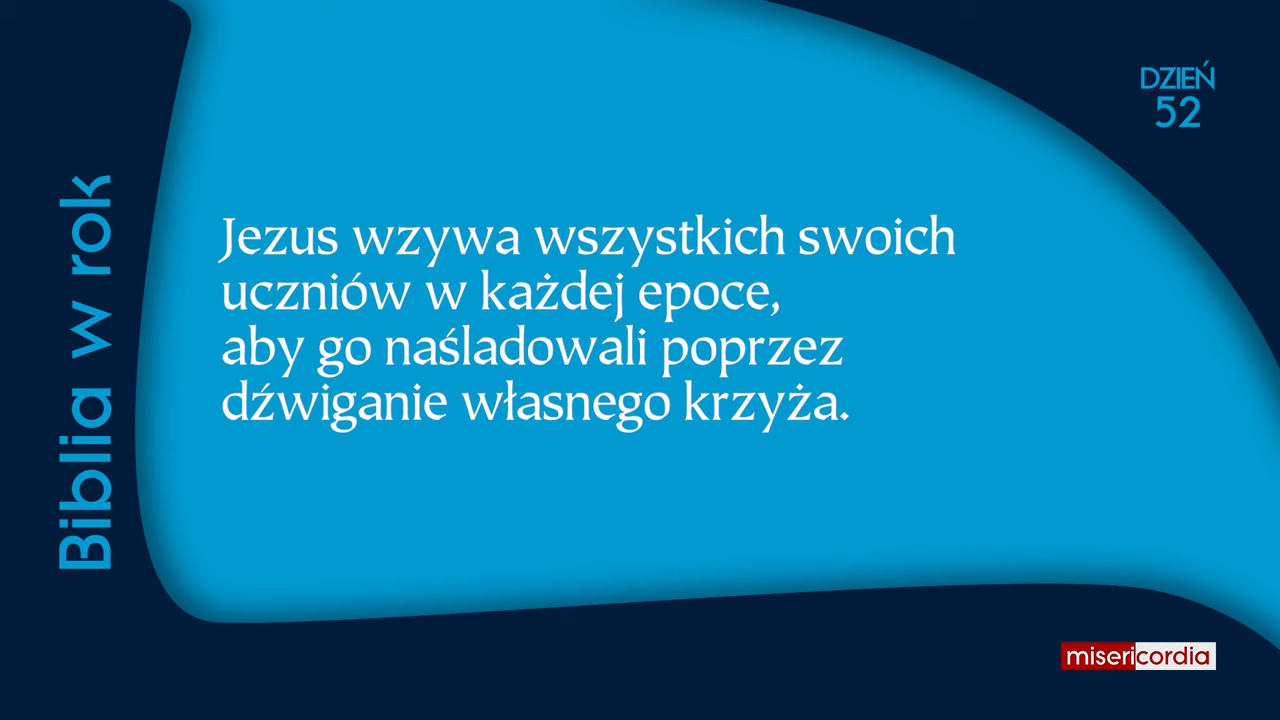 DZIEŃ
52
Biblia w rok
Jezus wzywa wszystkich swoich
uczniów w każdej epoce,
aby go naśladowali poprzez
dźwiganie własnego krzyża.
misericordia